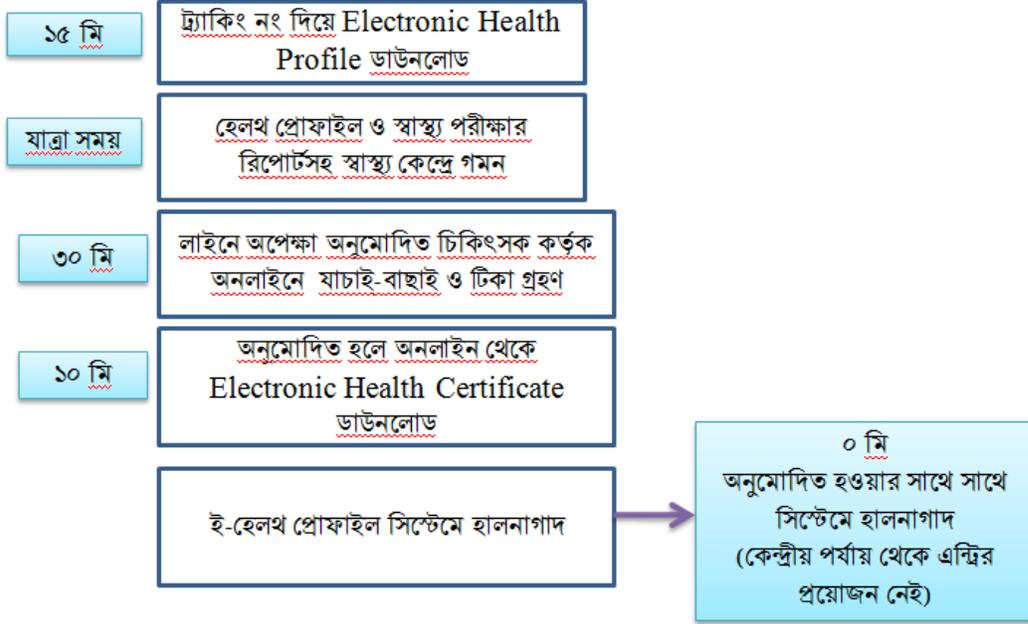 ১৫ মি
ট্র্যাকিং নং দিয়ে Electronic Health
Profile ডাউনলোড
যাত্রা সময়
হেলথ প্রোফাইল ও স্বাস্থ্য পরীক্ষার
রিপোর্টসহ স্বাস্থ্য কেন্দ্রে গমন
৩০ মি
লাইনে অপেক্ষা অনুমোদিত চিকিৎসক কর্তৃক
অনলাইনে যাচাই-বাছাই ও টিকা গ্রহণ
১০ মি
অনুমোদিত হলে অনলাইন থেকে
Electronic Health Certificate
ডাউনলোড
ই-হেলথ প্রোফাইল সিস্টেমে হালনাগাদ
০ মি
অনুমোদিত হওয়ার সাথে সাথে
সিস্টেমে হালনাগাদ
(কেন্দ্রীয় পর্যায় থেকে এন্ট্রির
প্রয়োজন নেই)